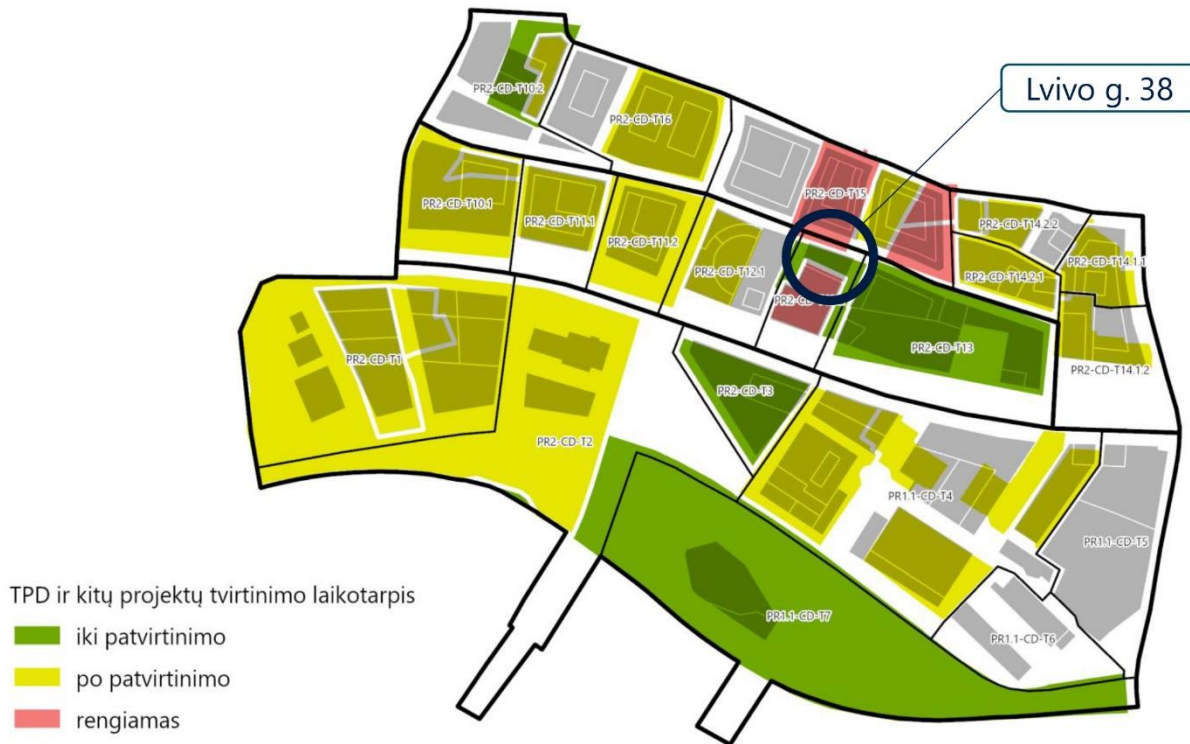 Lvivo g. 38
PR2-CD-T10.2
PR2-CD-T16
PR2-CD-T15
PR2-CD-T14.2.2
PR2-CD-T10.1
PR2-CD-T11.1
PR2-CD-T11.2
PR2-CD-T12.1
RP2-CD-T14.2.1
PR2-CD-T14.1.1
PR2-CD-T13
PR2-CD-T14.1.2
PR2-CD-T1
PR2-CD-T3
PR2-CD-T2
PR1.1-CD-T4
PR1.1-CD-T5
PR1.1-CD-T7
PR1.1-CD-T6
TPD ir kitų projektų tvirtinimo laikotarpis
iki patvirtinimo
po patvirtinimo
rengiamas